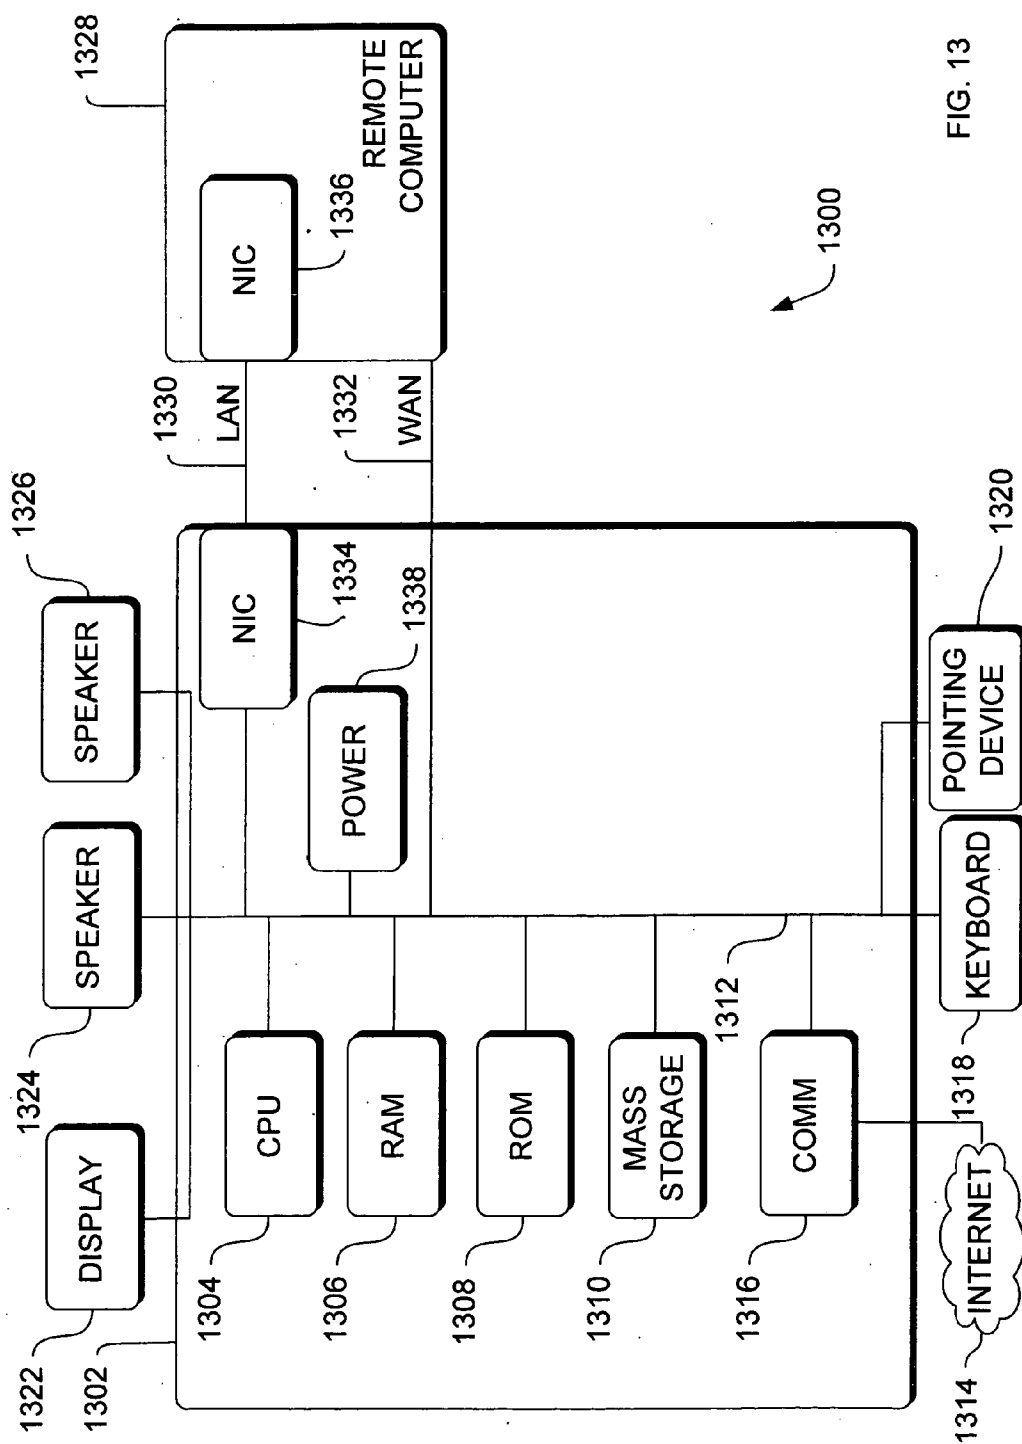 1322
DISPLAY
1324
SPEAKER
SPEAKER
1326
1302
1304
CPU
1306
RAM
1308
ROM
1310
MASS
STORAGE
1316
COMM
1312
POWER
1338
NIC
1334
1330
LAN
1332
WAN
1328
NIC
1336
REMOTE
COMPUTER
1314
INTERNET
1318
KEYBOARD
POINTING
DEVICE
1320
1300
FIG. 13